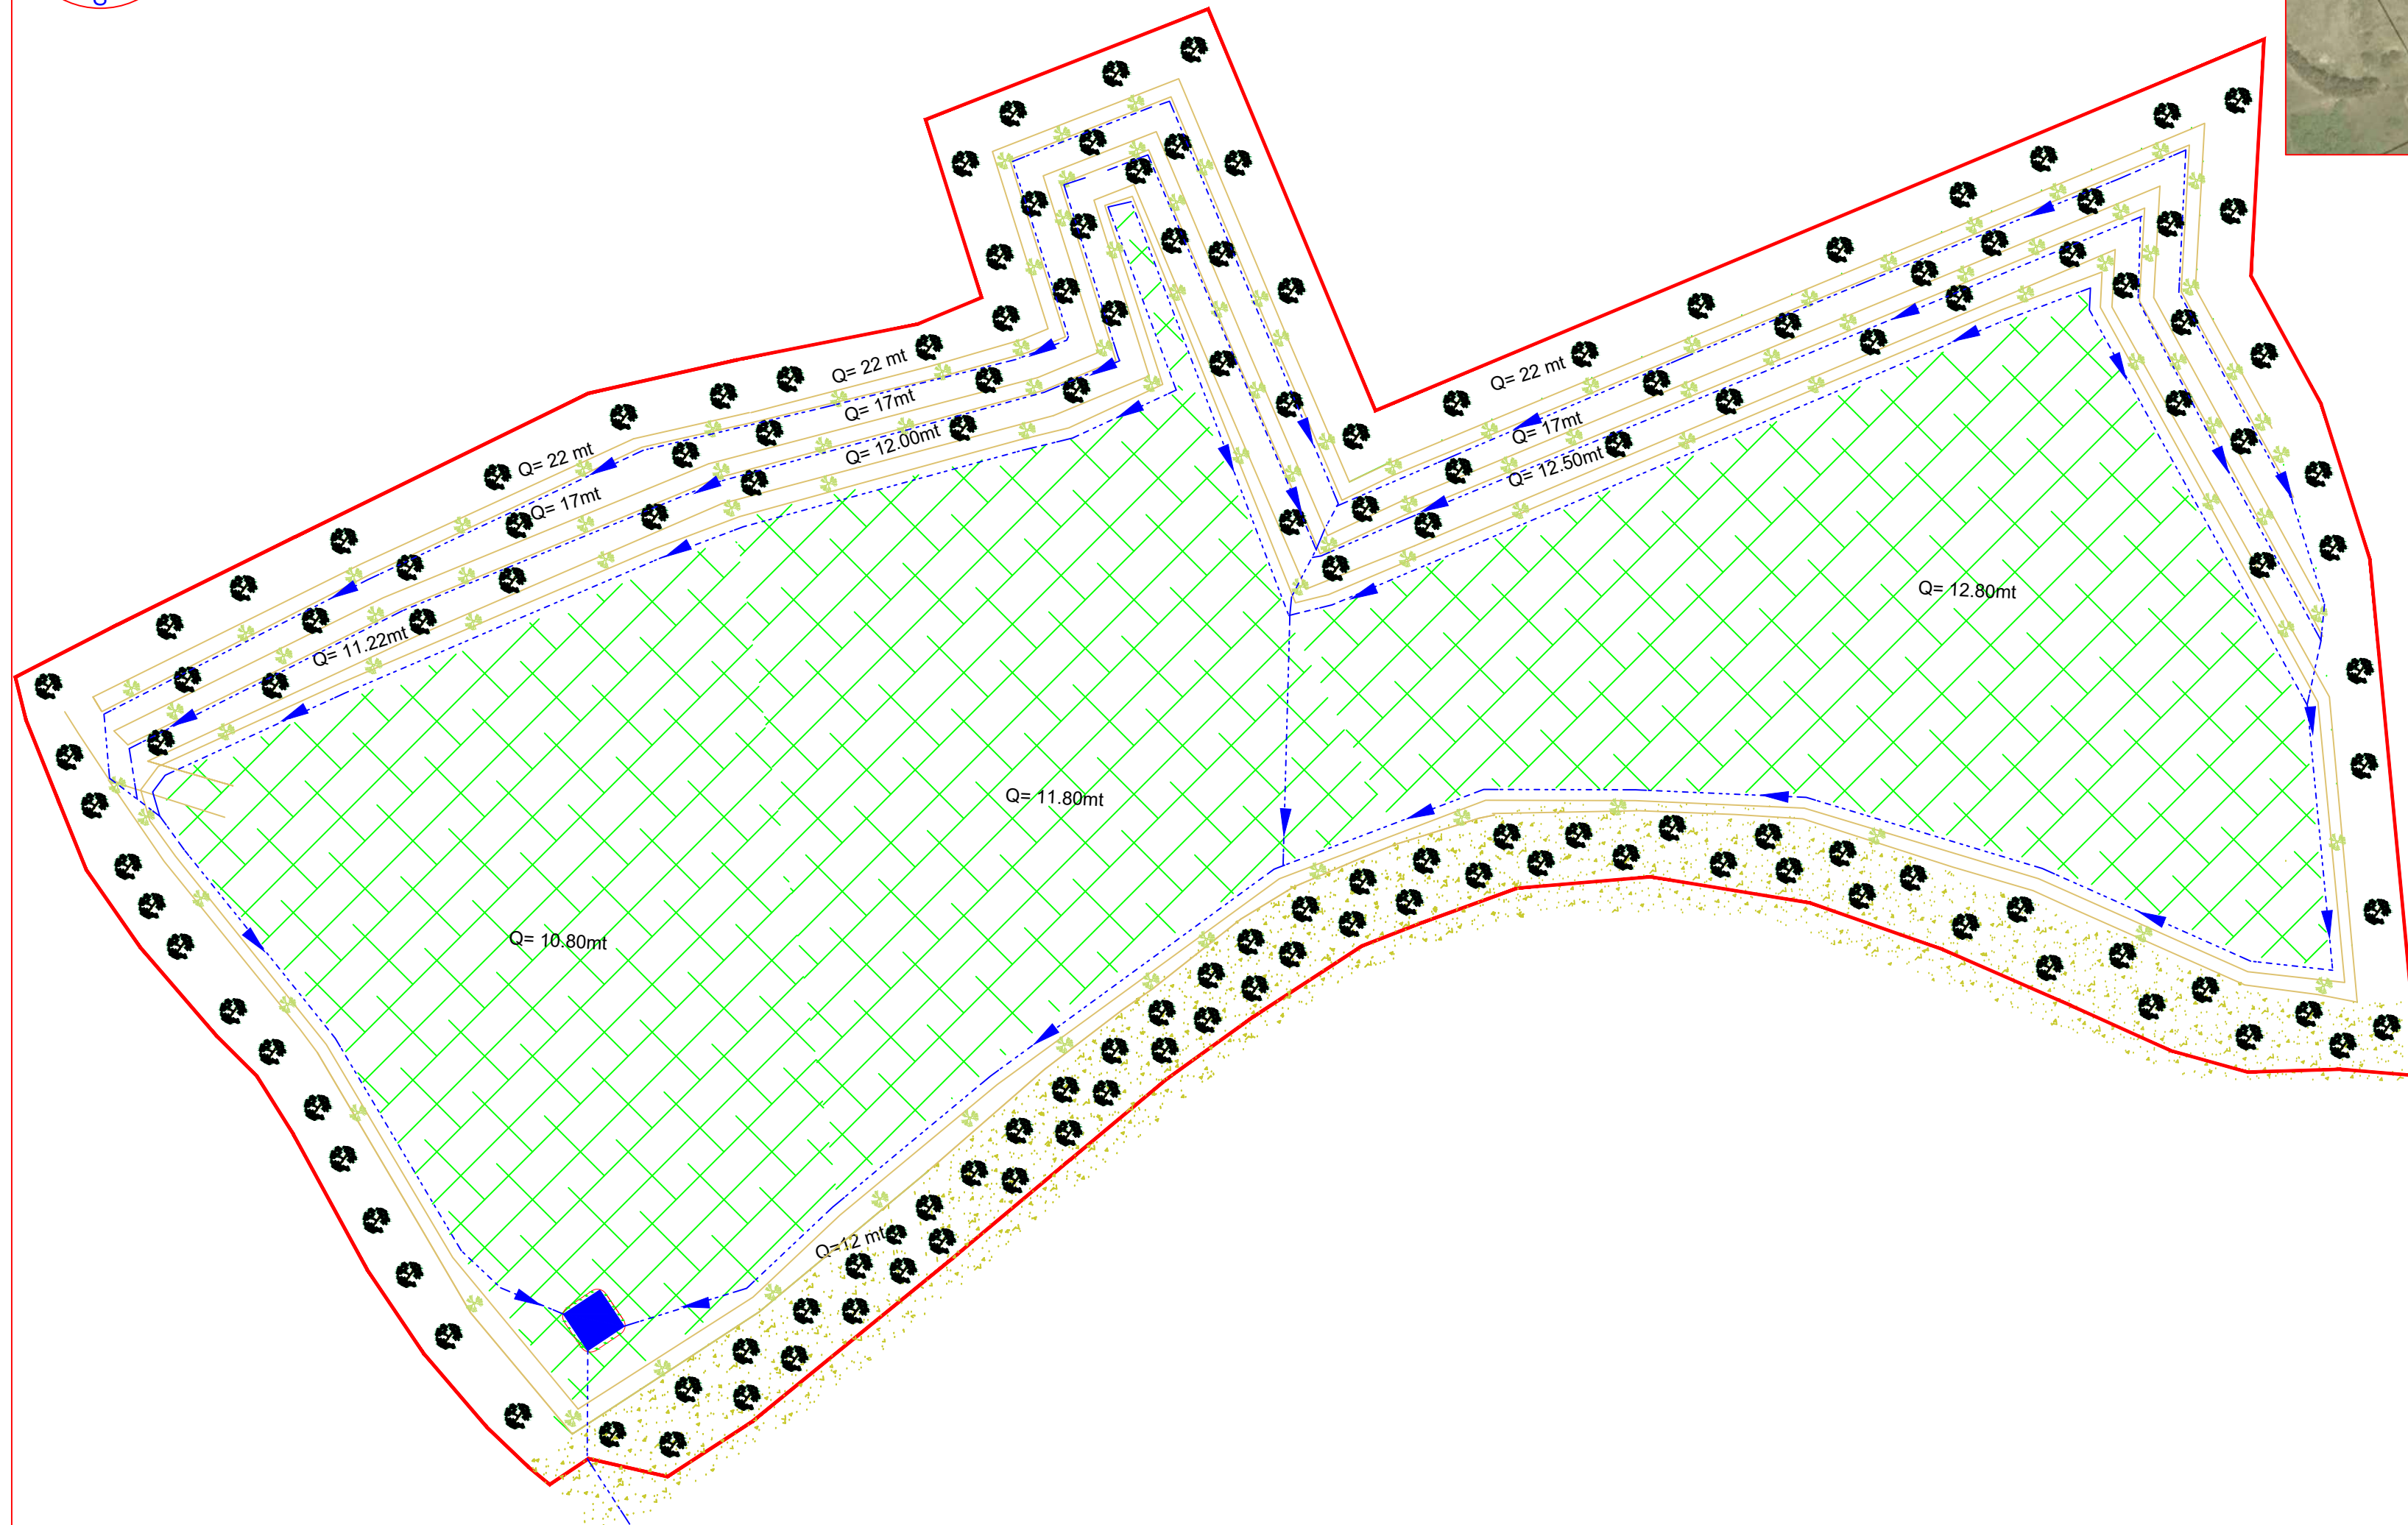 S
Q= 22 mt
Q= 17mt
Q= 12.00mt
Q= 22 mt
Q= 17mt
Q= 12.50mt
Q= 22 mt
Q= 17mt
Q= 11.22mt
Q= 12.80mt
Q= 11.80mt
Q= 10.80mt
Q=12 mt